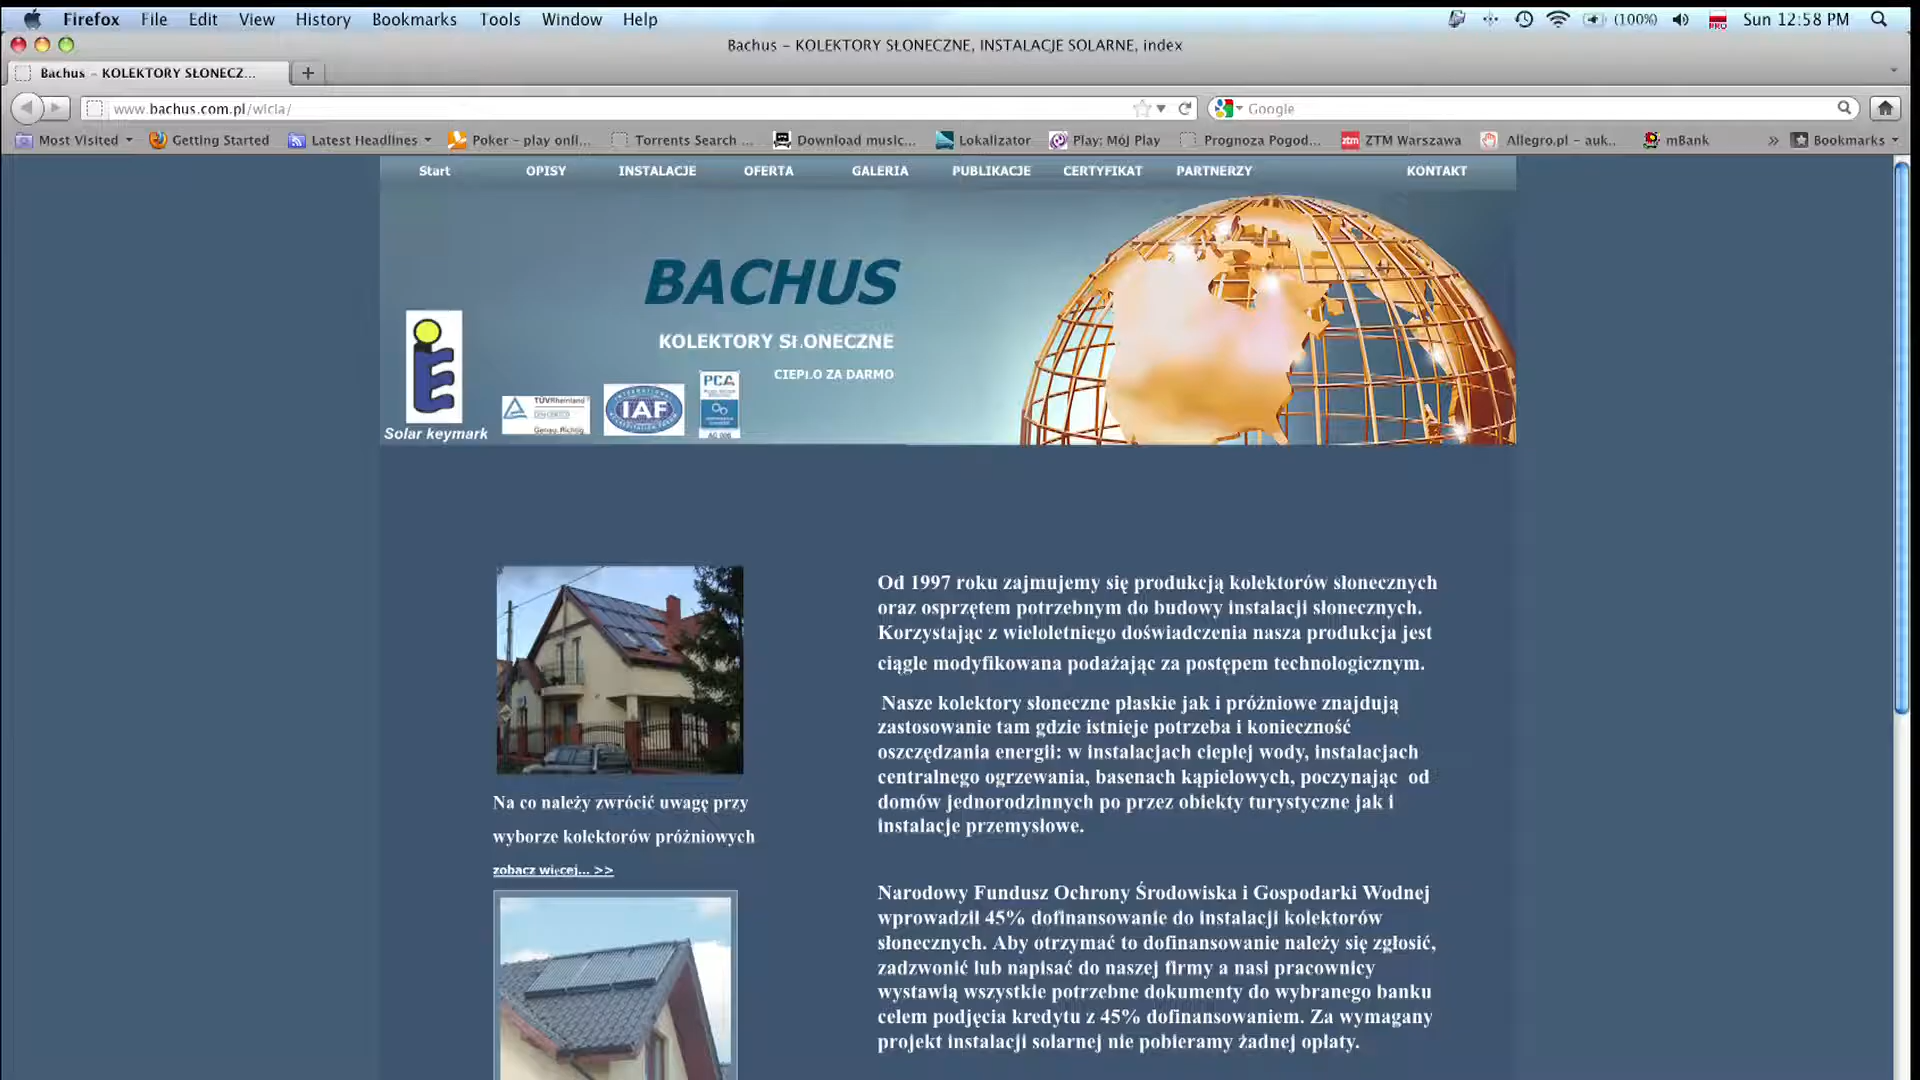 Firefox File Edit View History Bookmarks Tools Window Help
(100%) Sun 12:58 PM
Bachus – KOLEKTORY SŁONECZNE, INSTALACJE SOLARNE, index
Bachus – KOLEKTORY SŁONECZ...
www.bachus.com.pl/wicia/
Google
Most Visited Getting Started Latest Headlines Poker – play onli... Torrents Search ... Download music... Lokalizator Play: Mój Play Prognoza Pogod... ZTM Warszawa Allegro.pl – auk... mBank » Bookmarks
Start OPISY INSTALACJE OFERTA GALERIA PUBLIKACJE CERTYFIKAT PARTNERZY KONTAKT
BACHUS
KOLEKTORY SŁONECZNE
CIEPŁO ZA DARMO
PCA
TÜVRheinland
IAF
Genau. Richtig.
Solar keymark
Od 1997 roku zajmujemy się produkcją kolektorów słonecznych
oraz osprzętem potrzebnym do budowy instalacji słonecznych.
Korzystając z wieloletniego doświadczenia nasza produkcja jest
ciągle modyfikowana podażając za postępem technologicznym.
Nasze kolektory słoneczne płaskie jak i próżniowe znajdują
zastosowanie tam gdzie istnieje potrzeba i konieczność
oszczędzania energii: w instalacjach ciepłej wody, instalacjach
centralnego ogrzewania, basenach kąpielowych, poczynając od
domów jednorodzinnych po przez obiekty turystyczne jak i
instalacje przemysłowe.
Na co należy zwrócić uwagę przy
wyborze kolektorów próżniowych
zobacz więcej... >>
Narodowy Fundusz Ochrony Środowiska i Gospodarki Wodnej
wprowadził 45% dofinansowanie do instalacji kolektorów
słonecznych. Aby otrzymać to dofinansowanie należy się zgłosić,
zadzwonić lub napisać do naszej firmy a nasi pracownicy
wystawią wszystkie potrzebne dokumenty do wybranego banku
celem podjęcia kredytu z 45% dofinansowaniem. Za wymagany
projekt instalacji solarnej nie pobieramy żadnej opłaty.